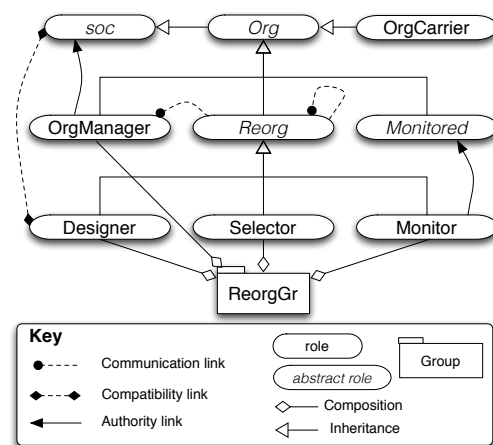 soc
Org
OrgCarrier
OrgManager
Reorg
Monitored
Designer
Selector
Monitor
ReorgGr
Key
Communication link
Compatibility link
Authority link
role
abstract role
Group
Composition
Inheritance